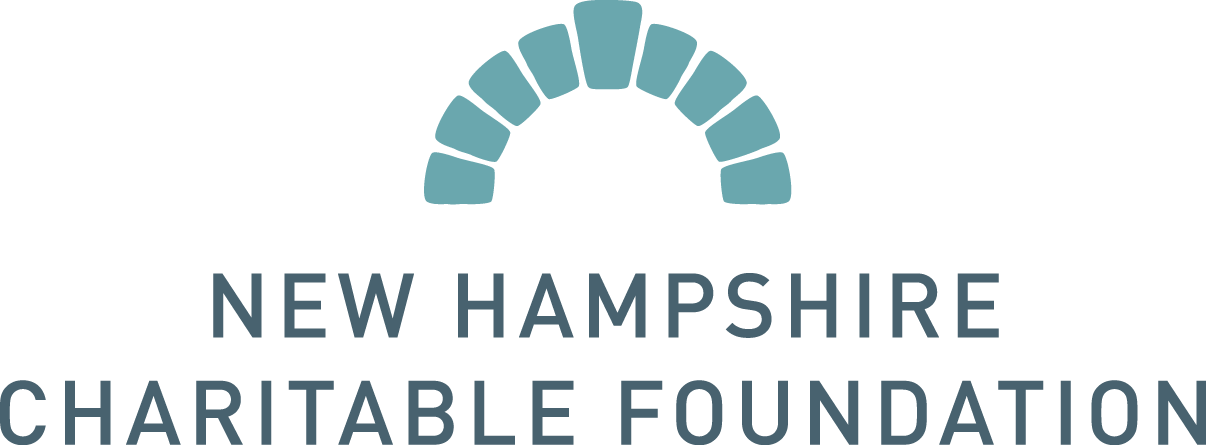 NEW HAMPSHIRE
CHARITABLE FOUNDATION